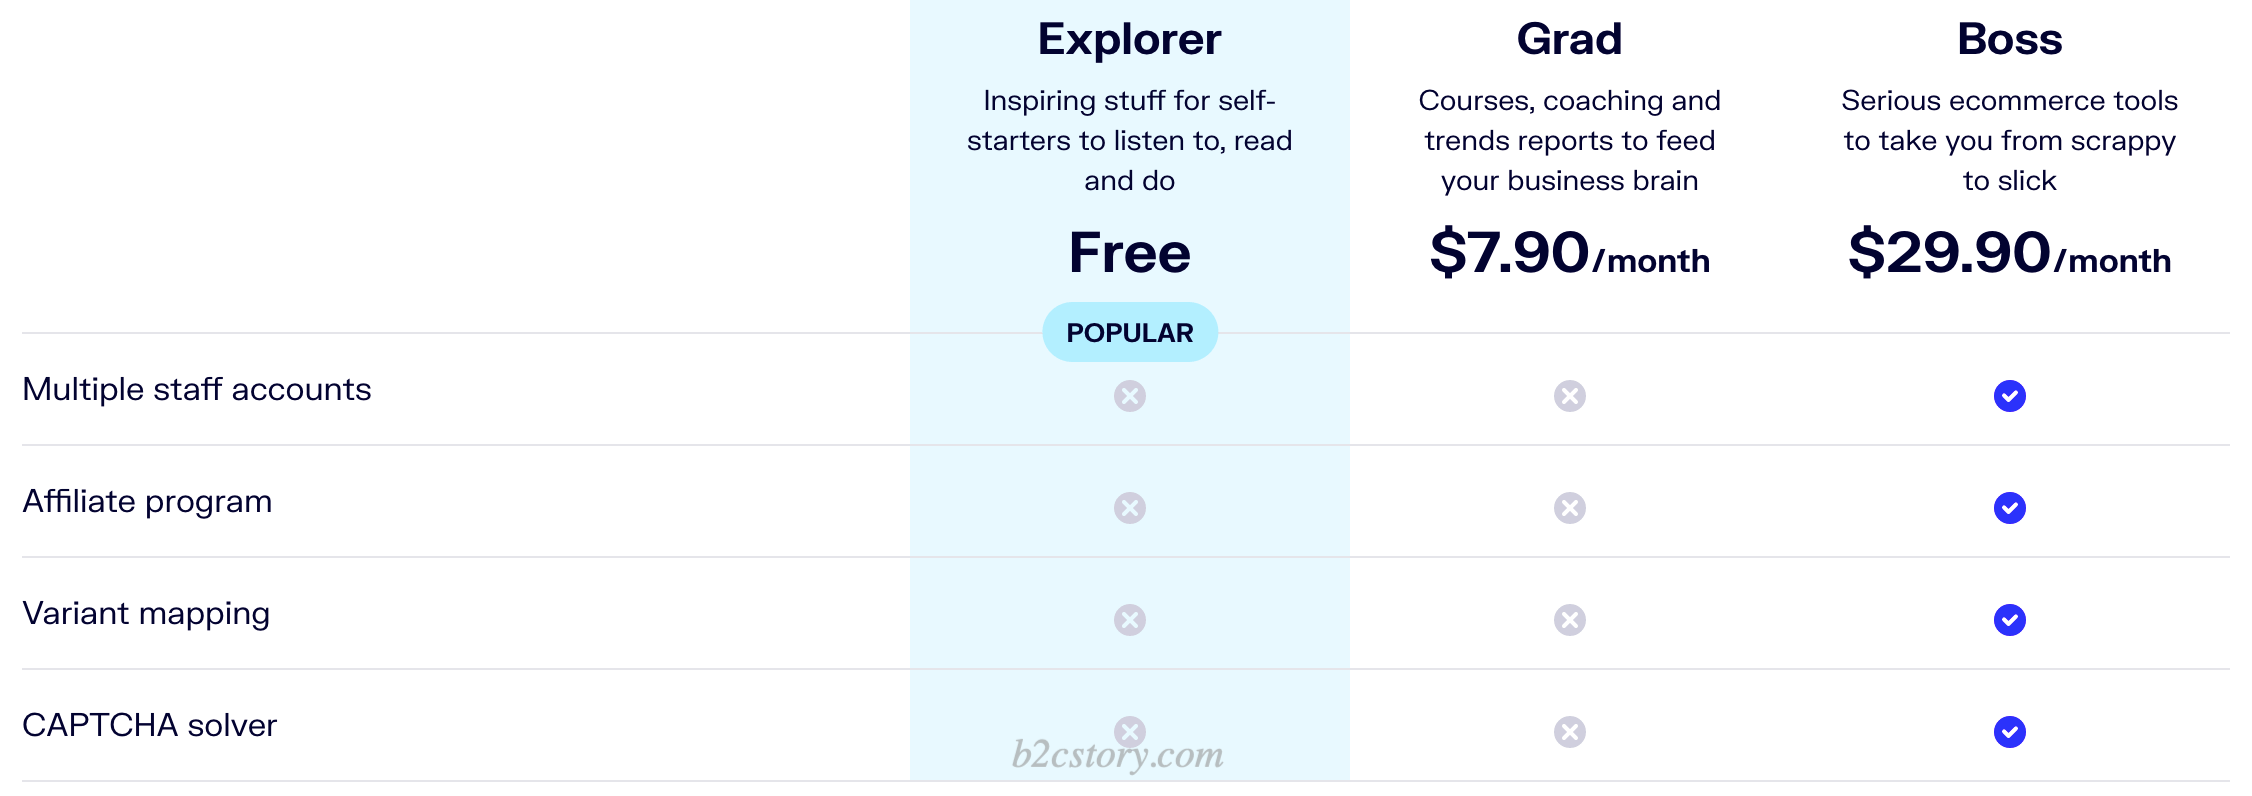 Explorer
Inspiring stuff for self-
starters to listen to, read
and do
Free
POPULAR
Grad
Courses, coaching and
trends reports to feed
your business brain
$7.90/month
Boss
Serious ecommerce tools
to take you from scrappy
to slick
$29.90/month
Multiple staff accounts
Affiliate program
Variant mapping
CAPTCHA solver
b2cstory.com